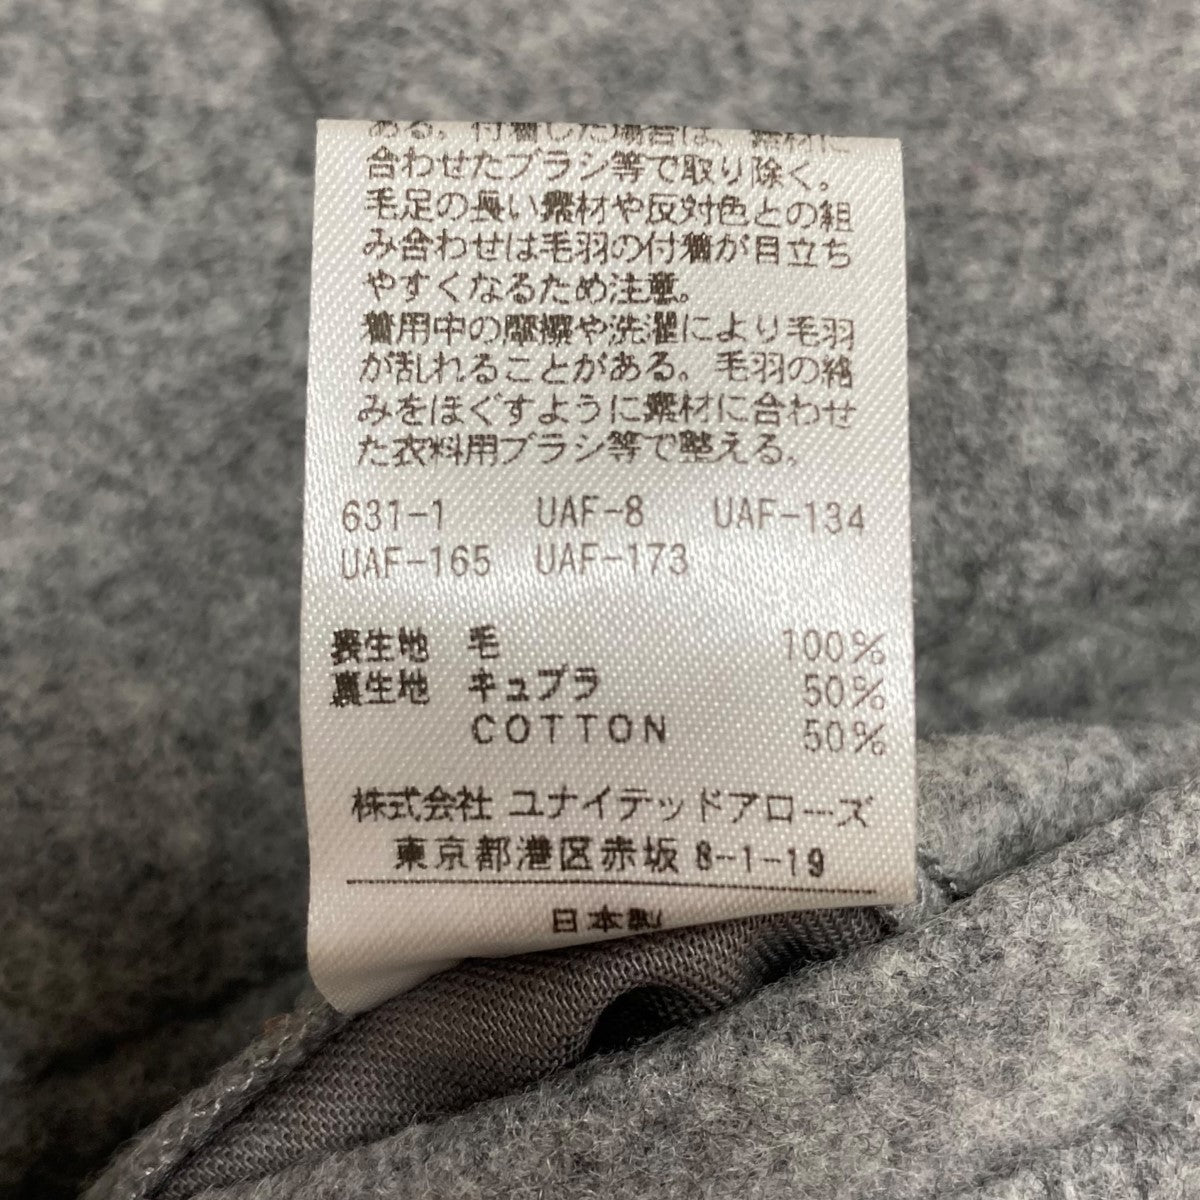 ある。付着した場合は、素材に
合わせたブラシ等で取り除く。
毛足の長い素材や反対色との組
み合わせは毛羽の付着が目立ち
やすくなるため注意。
着用中の摩擦や洗濯により毛羽
が乱れることがある。毛羽の絡
みをほぐすように素材に合わせ
た衣料用ブラシ等で整える。
631-1 UAF-8 UAF-134
UAF-165 UAF-173
表生地 毛 100%
裏生地 キュプラ 50%
COTTON 50%
株式会社 ユナイテッドアローズ
東京都港区赤坂 8-1-19
日本製